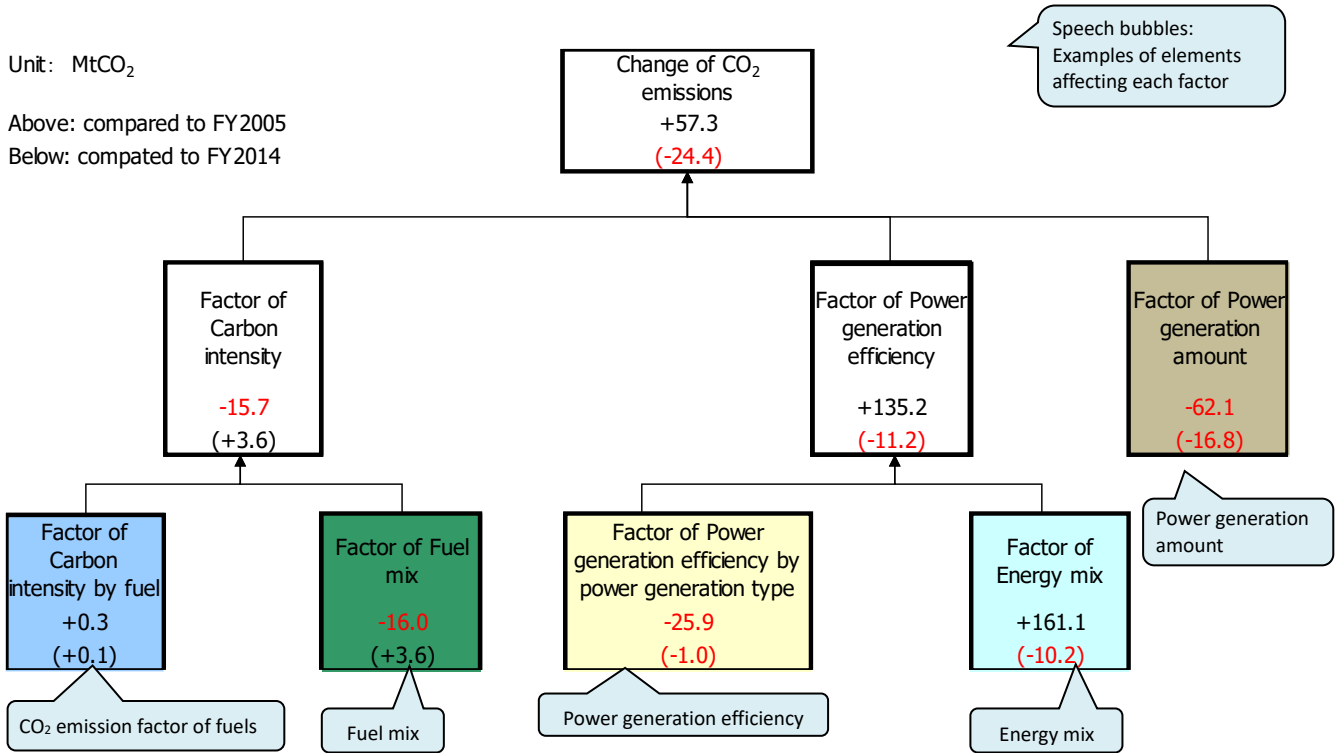 Unit: MtCO₂
Above: compared to FY2005
Below: compated to FY2014
Speech bubbles:
Examples of elements
affecting each factor
Change of CO₂
emissions
+57.3
(-24.4)
Factor of
Carbon
intensity
-15.7
(+3.6)
Factor of Power
generation
efficiency
+135.2
(-11.2)
Factor of Power
generation
amount
-62.1
(-16.8)
Power generation
amount
Factor of
Carbon
intensity by fuel
+0.3
(+0.1)
CO₂ emission factor of fuels
Factor of Fuel
mix
-16.0
(+3.6)
Fuel mix
Factor of Power
generation efficiency by
power generation type
-25.9
(-1.0)
Power generation efficiency
Factor of
Energy mix
+161.1
(-10.2)
Energy mix